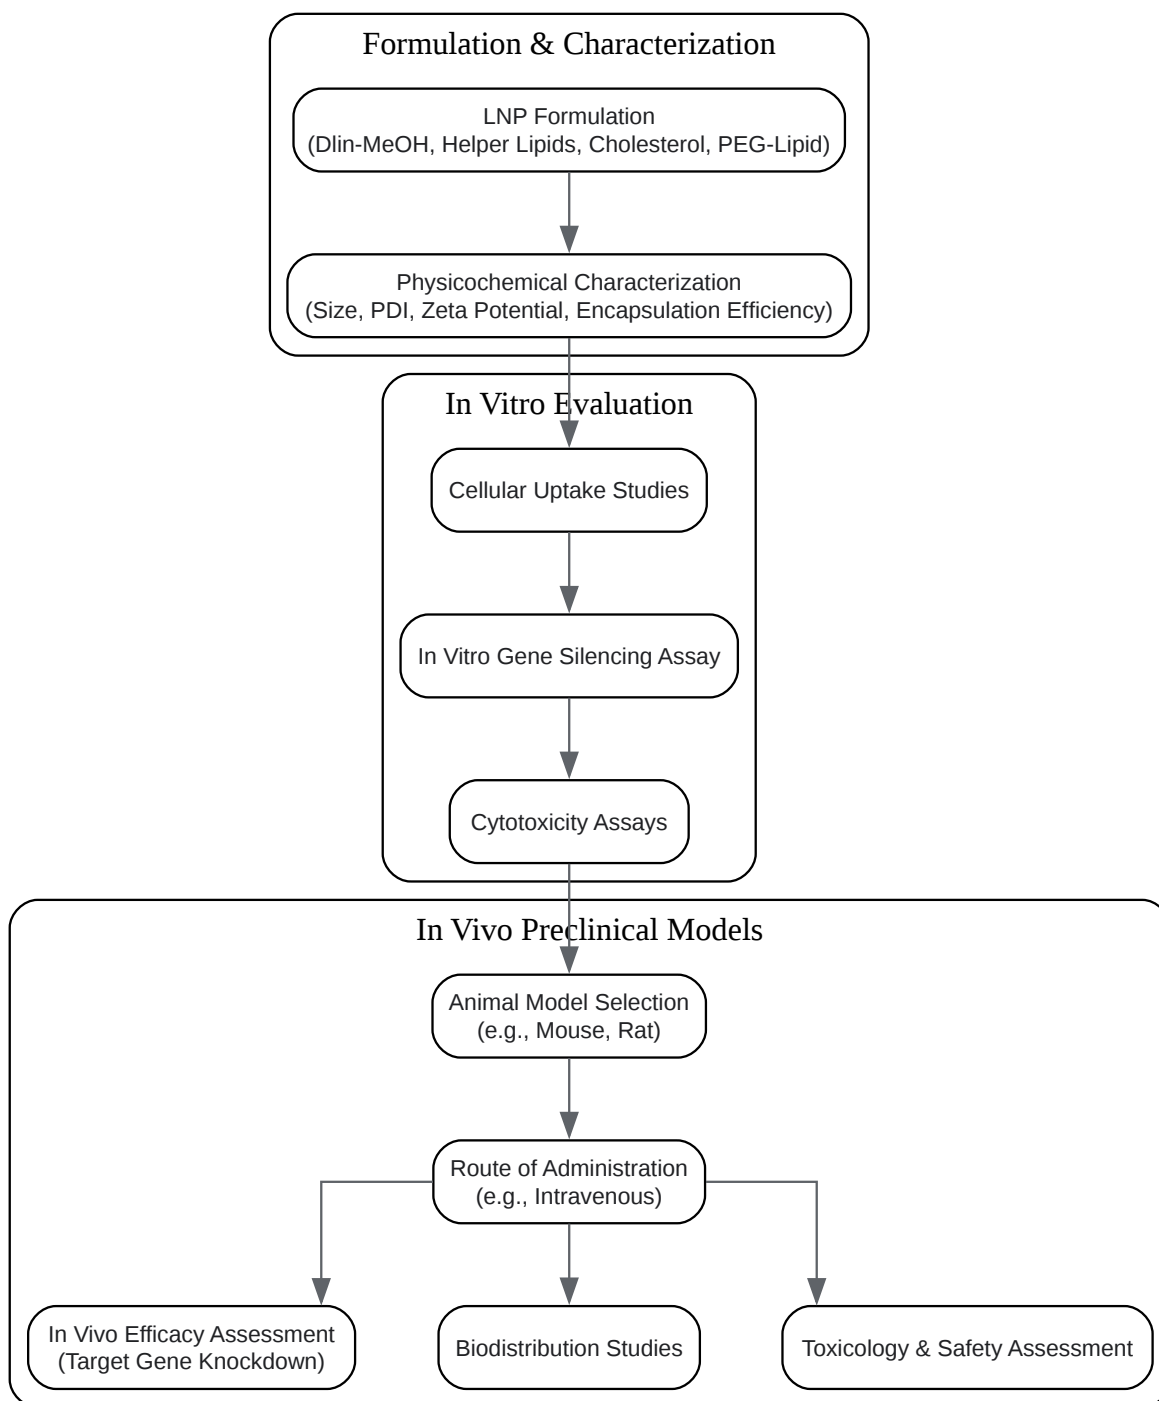 Formulation & Characterization
LNP Formulation
(Dlin-MeOH, Helper Lipids, Cholesterol, PEG-Lipid)
Physicochemical Characterization
(Size, PDI, Zeta Potential, Encapsulation Efficiency)
In Vitro Evaluation
Cellular Uptake Studies
In Vitro Gene Silencing Assay
Cytotoxicity Assays
In Vivo Preclinical Models
Animal Model Selection
(e.g., Mouse, Rat)
Route of Administration
(e.g., Intravenous)
In Vivo Efficacy Assessment
(Target Gene Knockdown)
Biodistribution Studies
Toxicology & Safety Assessment